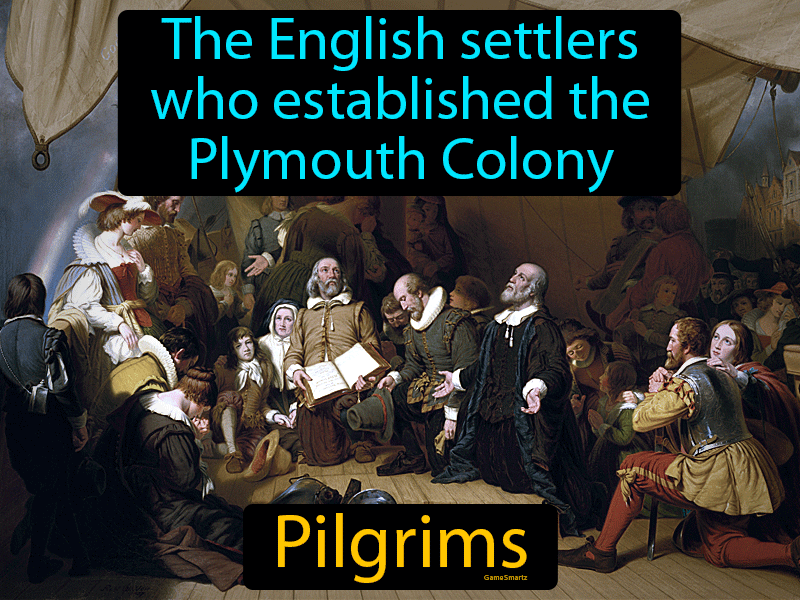 The English settlers
who established the
Plymouth Colony
Pilgrims
GameSmartz